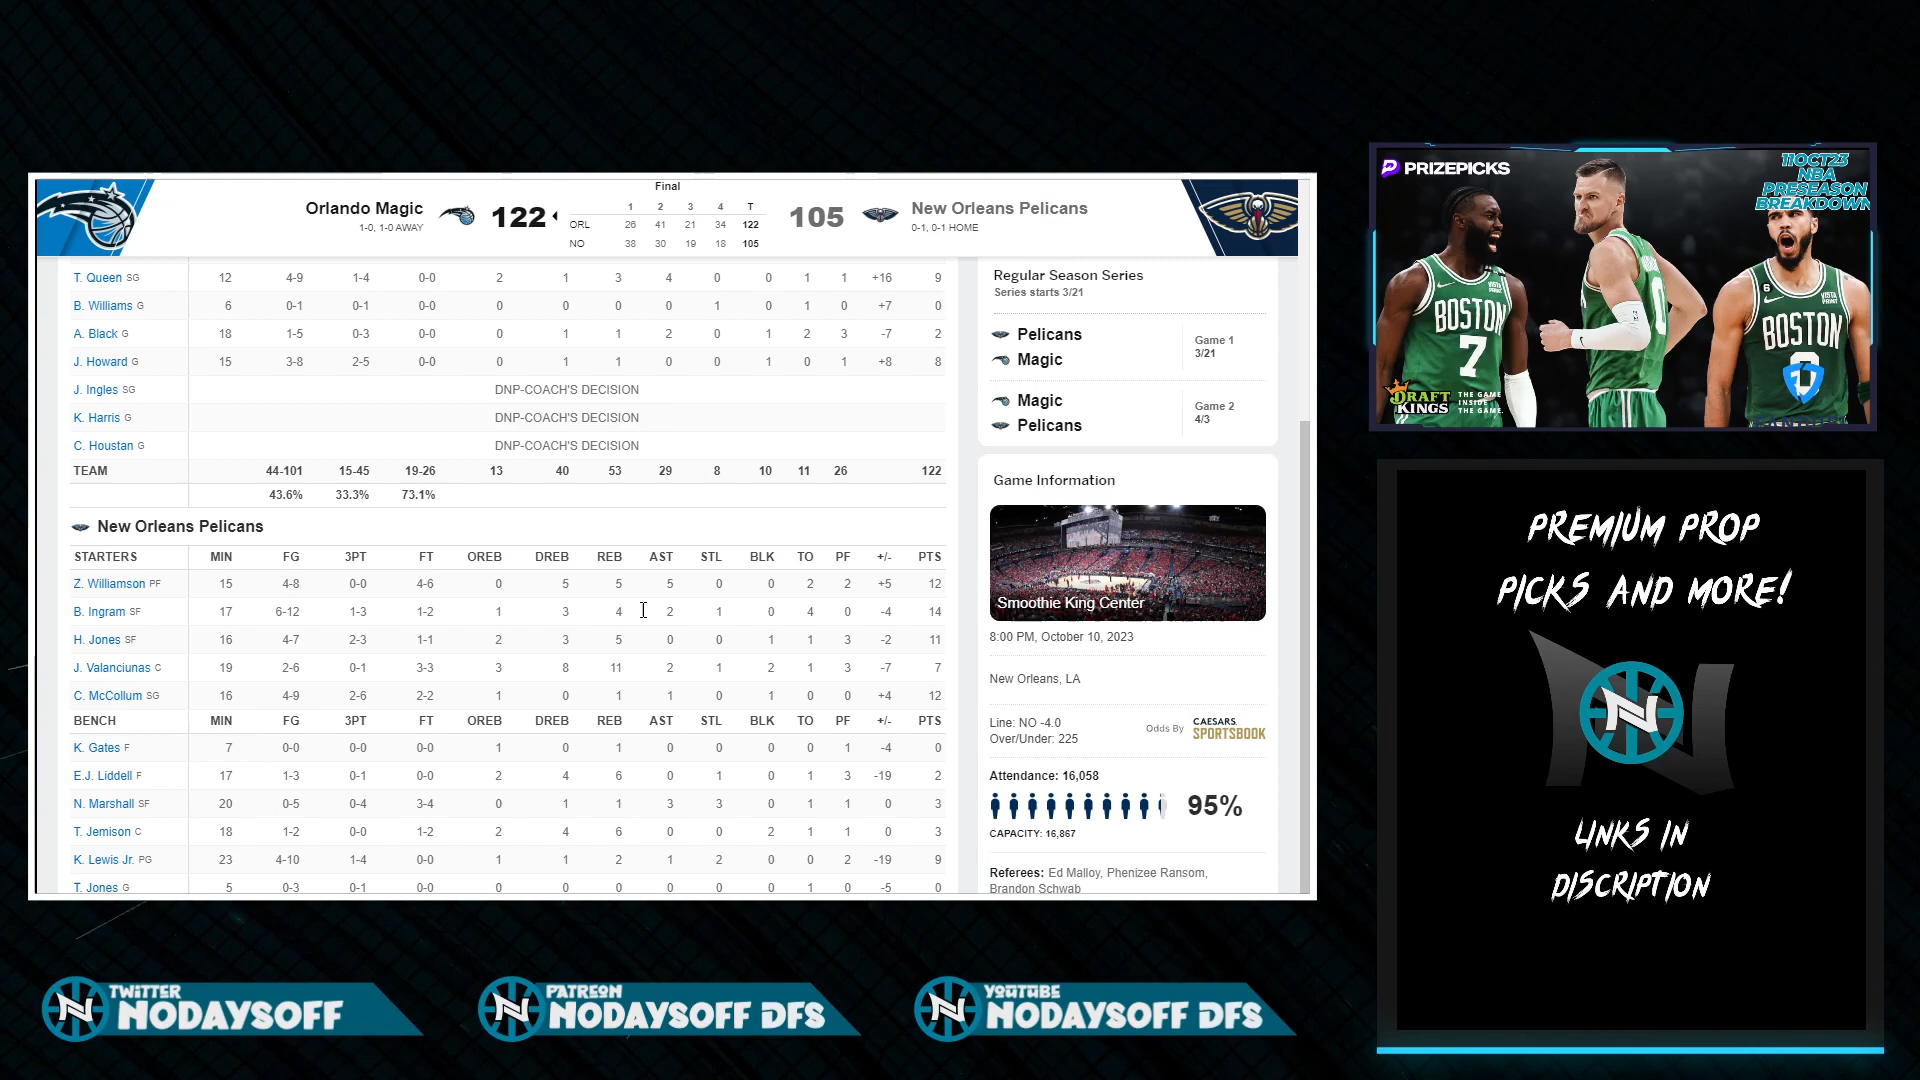 Final
Orlando Magic
1-0, 1-0 AWAY
122
1 2 3 4 T
ORL 26 41 21 34 122
NO 38 30 19 18 105
105
New Orleans Pelicans
0-1, 0-1 HOME
T. Queen SG 12 4-9 1-4 0-0 2 1 3 4 0 0 1 1 +16 9
B. Williams G 6 0-1 0-1 0-0 0 0 0 0 1 0 1 0 +7 0
A. Black G 18 1-5 0-3 0-0 0 1 1 2 0 1 2 3 -7 2
J. Howard G 15 3-8 2-5 0-0 0 1 1 0 0 1 0 1 +8 8
J. Ingles SG DNP-COACH'S DECISION
K. Harris G DNP-COACH'S DECISION
C. Houstan G DNP-COACH'S DECISION
TEAM 44-101 15-45 19-26 13 40 53 29 8 10 11 26 122
43.6% 33.3% 73.1%
New Orleans Pelicans
STARTERS MIN FG 3PT FT OREB DREB REB AST STL BLK TO PF +/- PTS
Z. Williamson PF 15 4-8 0-0 4-6 0 5 5 5 0 0 2 2 +5 12
B. Ingram SF 17 6-12 1-3 1-2 1 3 4 2 1 0 4 0 -4 14
H. Jones SF 16 4-7 2-3 1-1 2 3 5 0 0 1 1 3 -2 11
J. Valanciunas C 19 2-6 0-1 3-3 3 8 11 2 1 2 1 3 -7 7
C. McCollum SG 16 4-9 2-6 2-2 1 0 1 1 0 1 0 0 +4 12
BENCH MIN FG 3PT FT OREB DREB REB AST STL BLK TO PF +/- PTS
K. Gates F 7 0-0 0-0 0-0 1 0 1 0 0 0 0 1 -4 0
E.J. Liddell F 17 1-3 0-1 0-0 2 4 6 0 1 0 1 3 -19 2
N. Marshall SF 20 0-5 0-4 3-4 0 1 1 3 3 0 1 1 0 3
T. Jemison C 18 1-2 0-0 1-2 2 4 6 0 0 2 1 1 0 3
K. Lewis Jr. PG 23 4-10 1-4 0-0 1 1 2 1 2 0 0 2 -19 9
T. Jones G 5 0-3 0-1 0-0 0 0 0 0 0 0 1 0 -5 0
Regular Season Series
Series starts 3/21
Pelicans
Magic
Game 1
3/21
Magic
Pelicans
Game 2
4/3
Game Information
Smoothie King Center
8:00 PM, October 10, 2023
New Orleans, LA
Line: NO -4.0
Over/Under: 225
Odds By CAESARS SPORTSBOOK
Attendance: 16,058
95%
CAPACITY: 16,867
Referees: Ed Malloy, Phenizee Ransom,
Brandon Schwab
PRIZEPICKS
11OCT23
NBA
PRESEASON
BREAKDOWN
BOSTON
7
0
6
BOSTON
0
DRAFT
KINGS
THE GAME
INSIDE
THE GAME.
PREMIUM PROP
PICKS AND MORE!
N
LINKS IN
DISCRIPTION
TWITTER
NODAYSOFF
PATREON
NODAYSOFF DFS
YOUTUBE
NODAYSOFF DFS